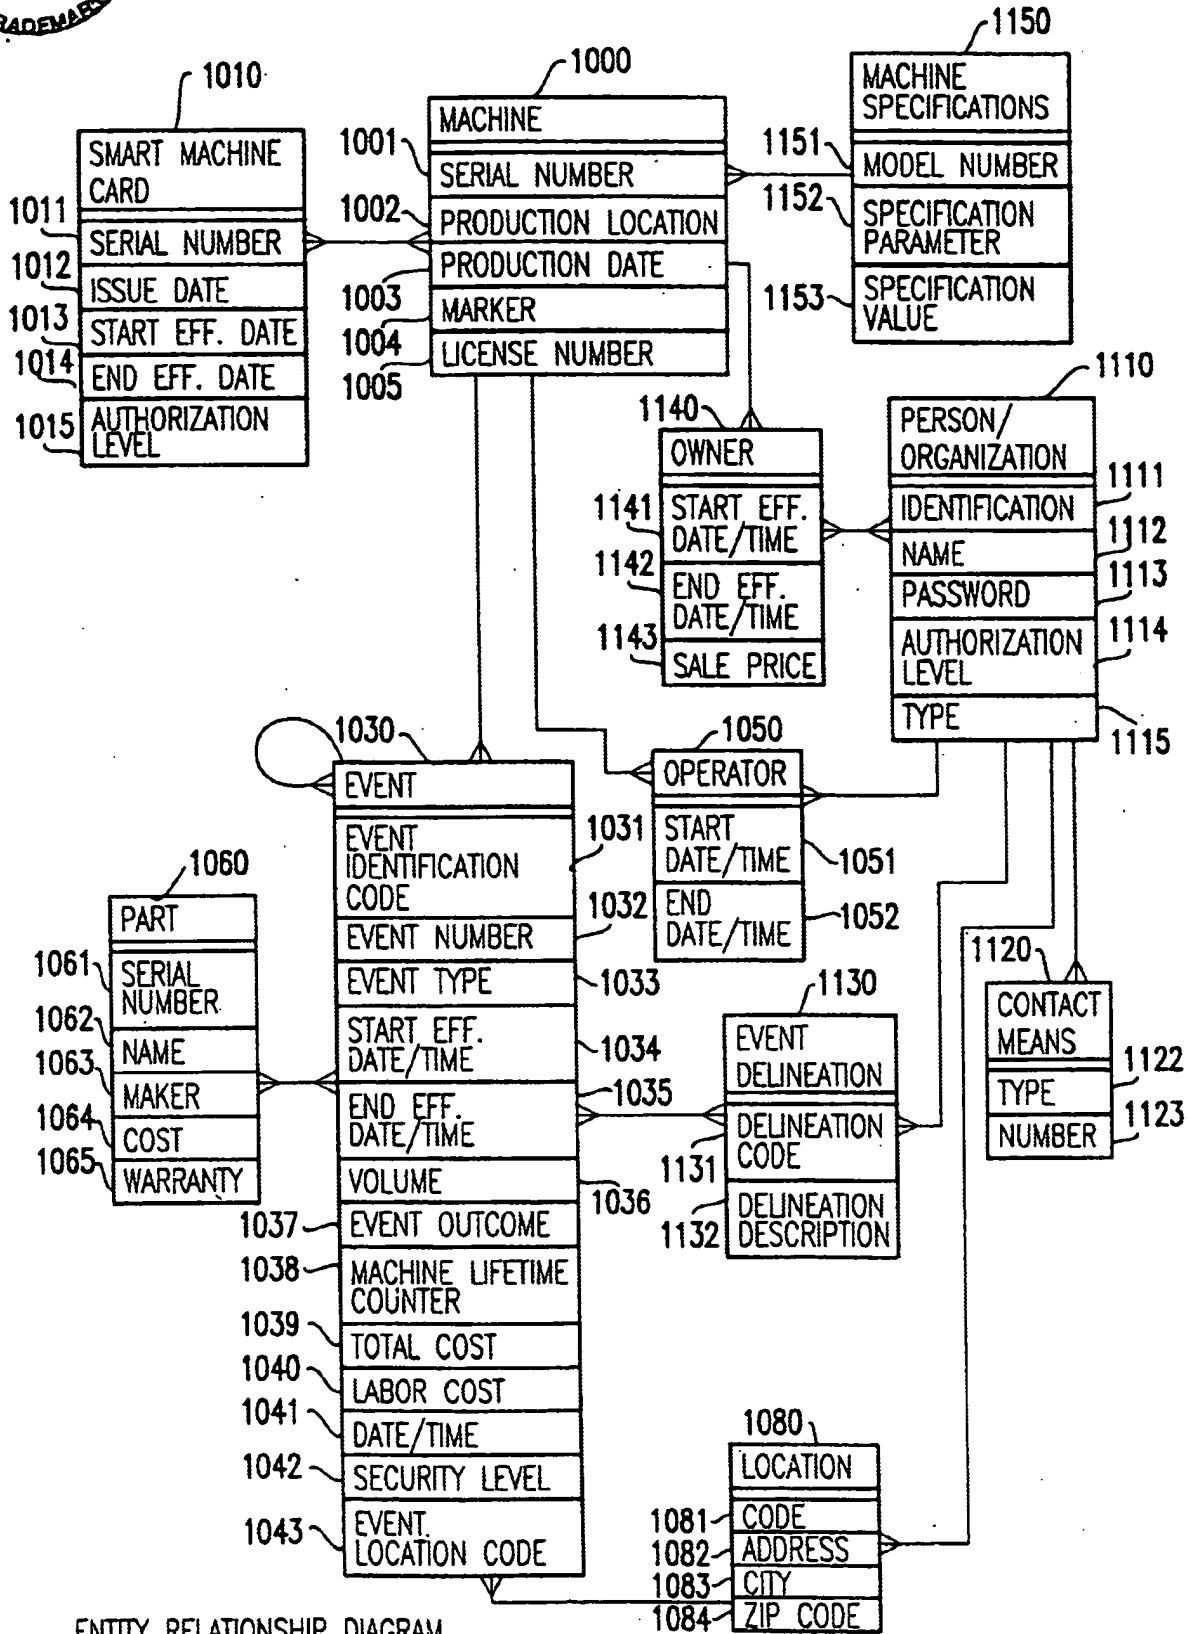 RADEMARK
1010
SMART MACHINE
CARD
1011
SERIAL NUMBER
1012
ISSUE DATE
1013
START EFF. DATE
1014
END EFF. DATE
1015
AUTHORIZATION
LEVEL
1000
MACHINE
1001
SERIAL NUMBER
1002
PRODUCTION LOCATION
PRODUCTION DATE
1003
MARKER
1004
LICENSE NUMBER
1005
1150
MACHINE
SPECIFICATIONS
1151
MODEL NUMBER
1152
SPECIFICATION
PARAMETER
1153
SPECIFICATION
VALUE
1140
OWNER
1141
START EFF.
DATE/TIME
1142
END EFF.
DATE/TIME
1143
SALE PRICE
1110
PERSON/
ORGANIZATION
1111
IDENTIFICATION
1112
NAME
1113
PASSWORD
1114
AUTHORIZATION
LEVEL
TYPE
1115
1030
EVENT
1031
EVENT
IDENTIFICATION
CODE
1032
EVENT NUMBER
EVENT TYPE
1033
START EFF.
DATE/TIME
1034
1035
END EFF.
DATE/TIME
VOLUME
1036
1037
EVENT OUTCOME
1038
MACHINE LIFETIME
COUNTER
1039
TOTAL COST
1040
LABOR COST
1041
DATE/TIME
1042
SECURITY LEVEL
1043
EVENT
LOCATION CODE
1050
OPERATOR
START
DATE/TIME
1051
END
DATE/TIME
1052
1060
PART
1061
SERIAL
NUMBER
1062
NAME
1063
MAKER
1064
COST
1065
WARRANTY
1130
EVENT
DELINEATION
DELINEATION
CODE
1131
DELINEATION
DESCRIPTION
1132
1120
CONTACT
MEANS
1122
TYPE
1123
NUMBER
1080
LOCATION
1081
CODE
1082
ADDRESS
1083
CITY
1084
ZIP CODE
ENTITY RELATIONSHIP DIAGRAM